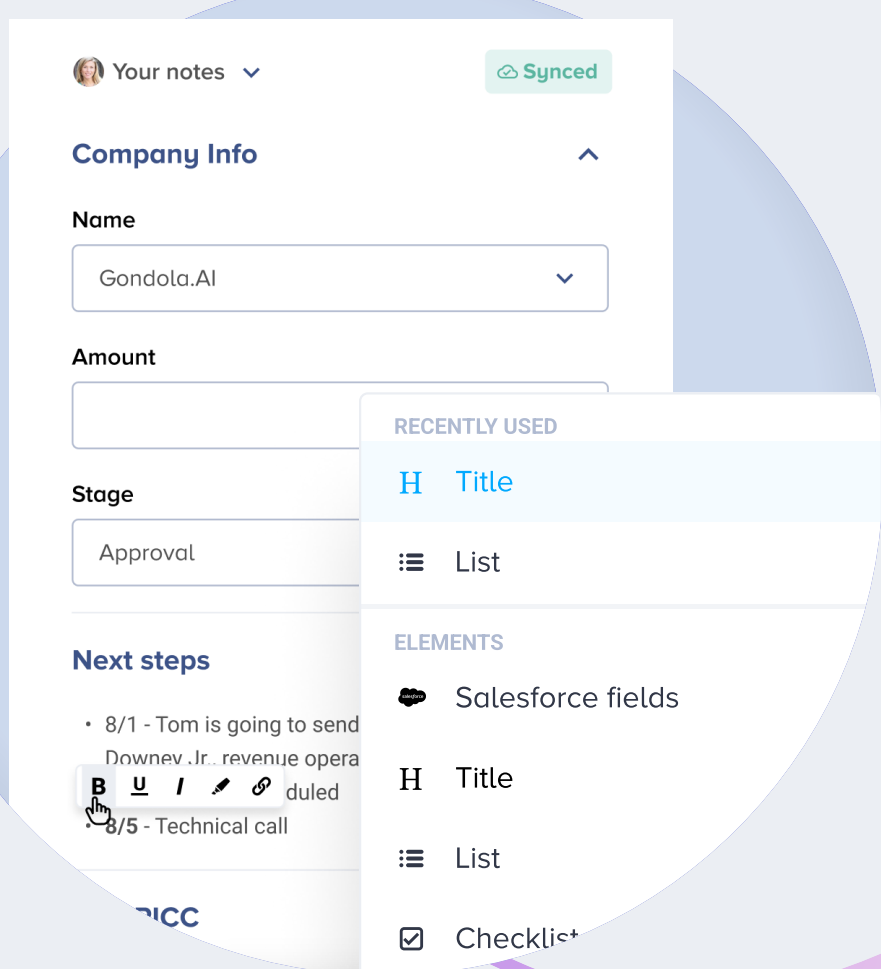 Your notes
Synced
Company Info
Name
Gondola.AI
Amount
Stage
Approval
Next steps
• 8/1 - Tom is going to send
Downey Jr., revenue opera
duled
• 8/5 - Technical call
B U I
RECENTLY USED
H Title
List
ELEMENTS
salesforce Salesforce fields
H Title
List
Checklist